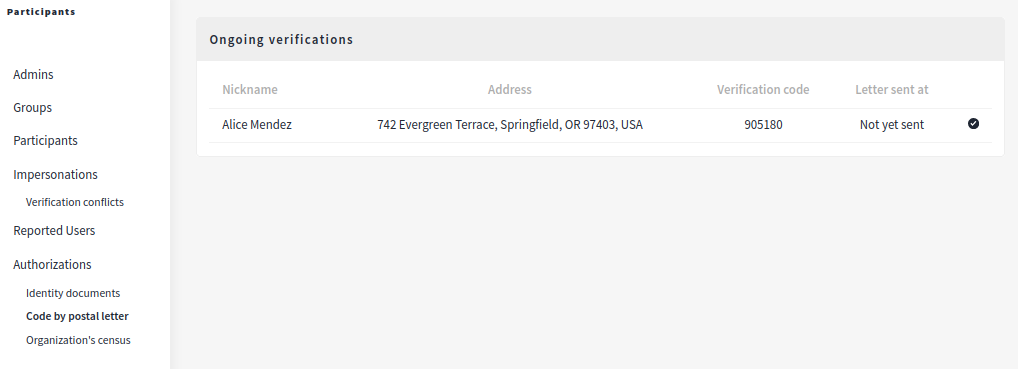 Participants
Admins
Groups
Participants
Impersonations
Verification conflicts
Reported Users
Authorizations
Identity documents
Code by postal letter
Organization's census
Ongoing verifications
Nickname Address Verification code Letter sent at
Alice Mendez 742 Evergreen Terrace, Springfield, OR 97403, USA 905180 Not yet sent